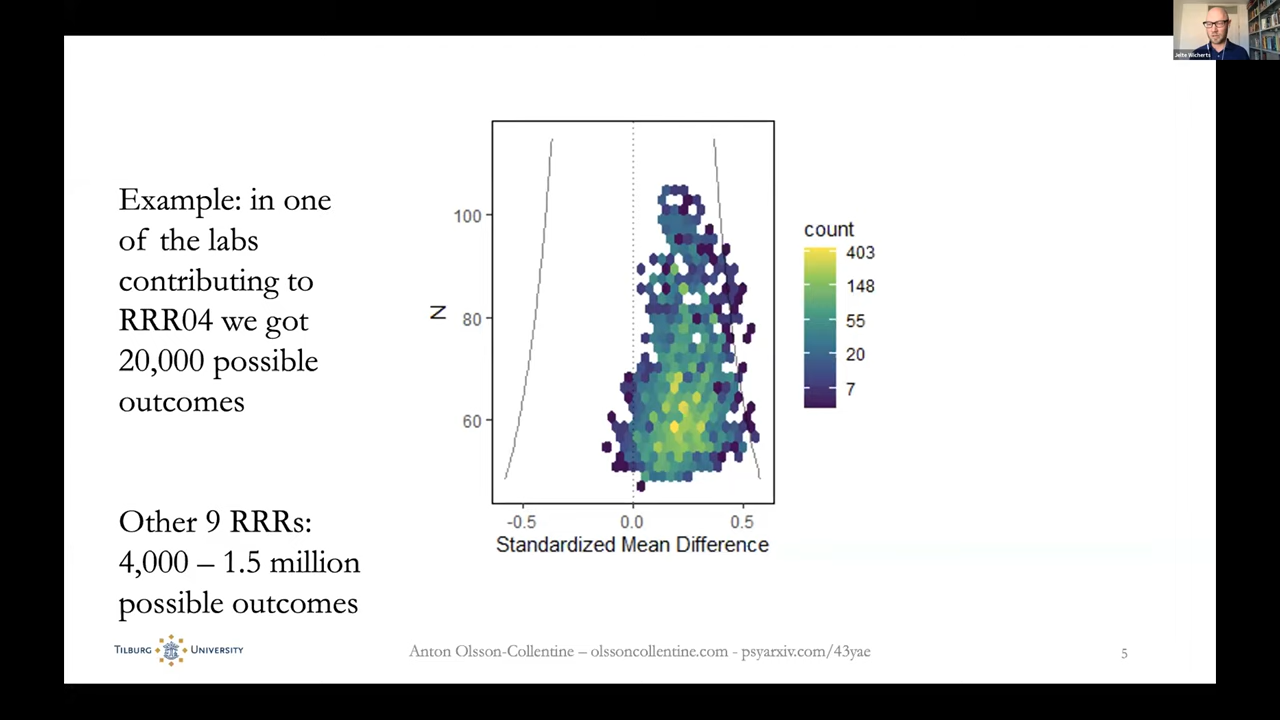 Jelte Wicherts
Example: in one
of the labs
contributing to
RRR04 we got
20,000 possible
outcomes
Other 9 RRRs:
4,000 – 1.5 million
possible outcomes
N
100
80
60
-0.5
0.0
0.5
Standardized Mean Difference
count
403
148
55
20
7
TILBURG UNIVERSITY
Anton Olsson-Collentine – olssoncollentine.com - psyarxiv.com/43yae
5